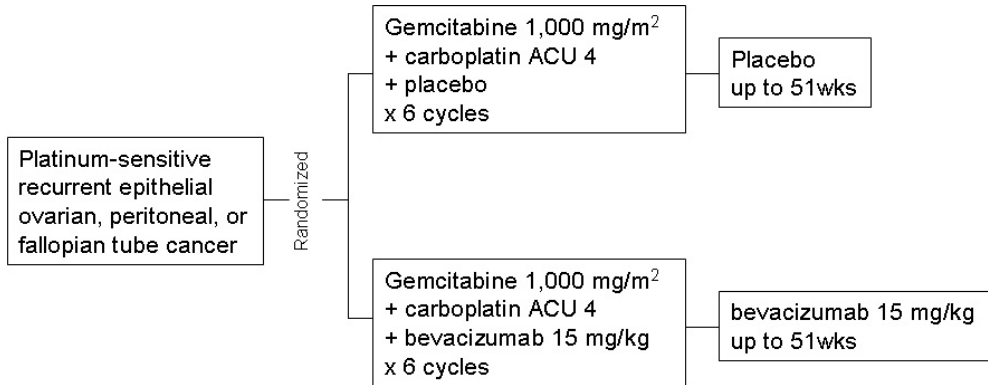 Platinum-sensitive
recurrent epithelial
ovarian, peritoneal, or
fallopian tube cancer
Randomized
Gemcitabine 1,000 mg/m²
+ carboplatin ACU 4
+ placebo
x 6 cycles
Placebo
up to 51wks
Gemcitabine 1,000 mg/m²
+ carboplatin ACU 4
+ bevacizumab 15 mg/kg
x 6 cycles
bevacizumab 15 mg/kg
up to 51wks